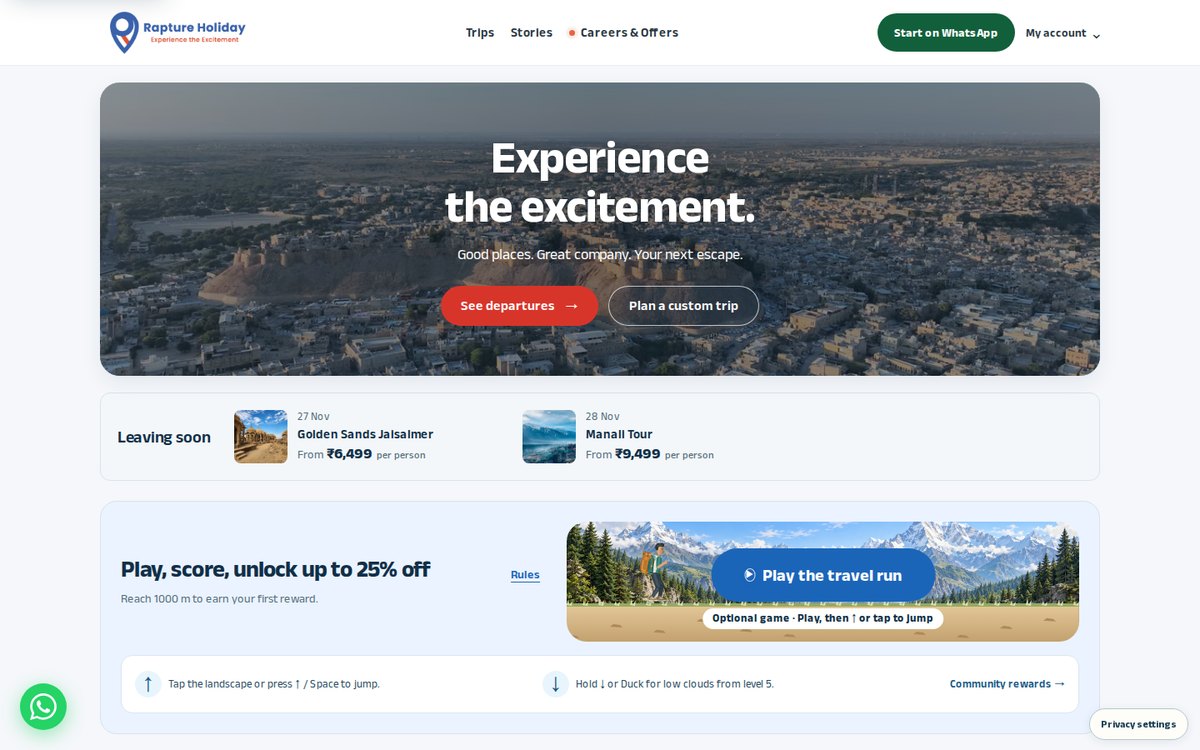 Rapture Holiday
Experience the Excitement
Trips
Stories
Careers & Offers
Start on WhatsApp
My account
Experience
the excitement.
Good places. Great company. Your next escape.
See departures →
Plan a custom trip
Leaving soon
27 Nov
Golden Sands Jaisalmer
From ₹6,499 per person
28 Nov
Manali Tour
From ₹9,499 per person
Play, score, unlock up to 25% off
Reach 1000 m to earn your first reward.
Rules
Play the travel run
Optional game · Play, then ↑ or tap to jump
↑ Tap the landscape or press ↑ / Space to jump.
↓ Hold ↓ or Duck for low clouds from level 5.
Community rewards →
Privacy settings